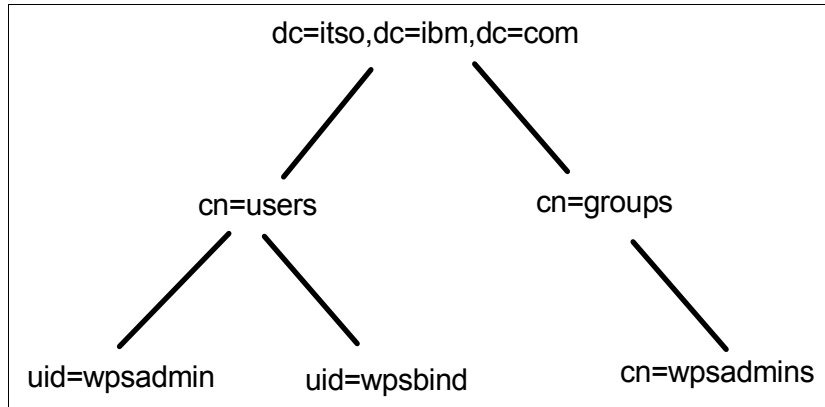 dc=itso,dc=ibm,dc=com
cn=users
cn=groups
uid=wpsadmin
uid=wpsbind
cn=wpsadmins